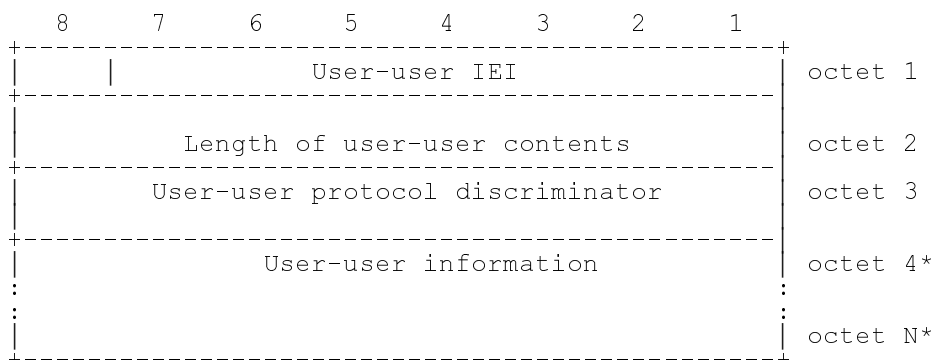 8 7 6 5 4 3 2 1
User-user IEI octet 1
Length of user-user contents octet 2
User-user protocol discriminator octet 3
User-user information octet 4*
:
:
octet N*